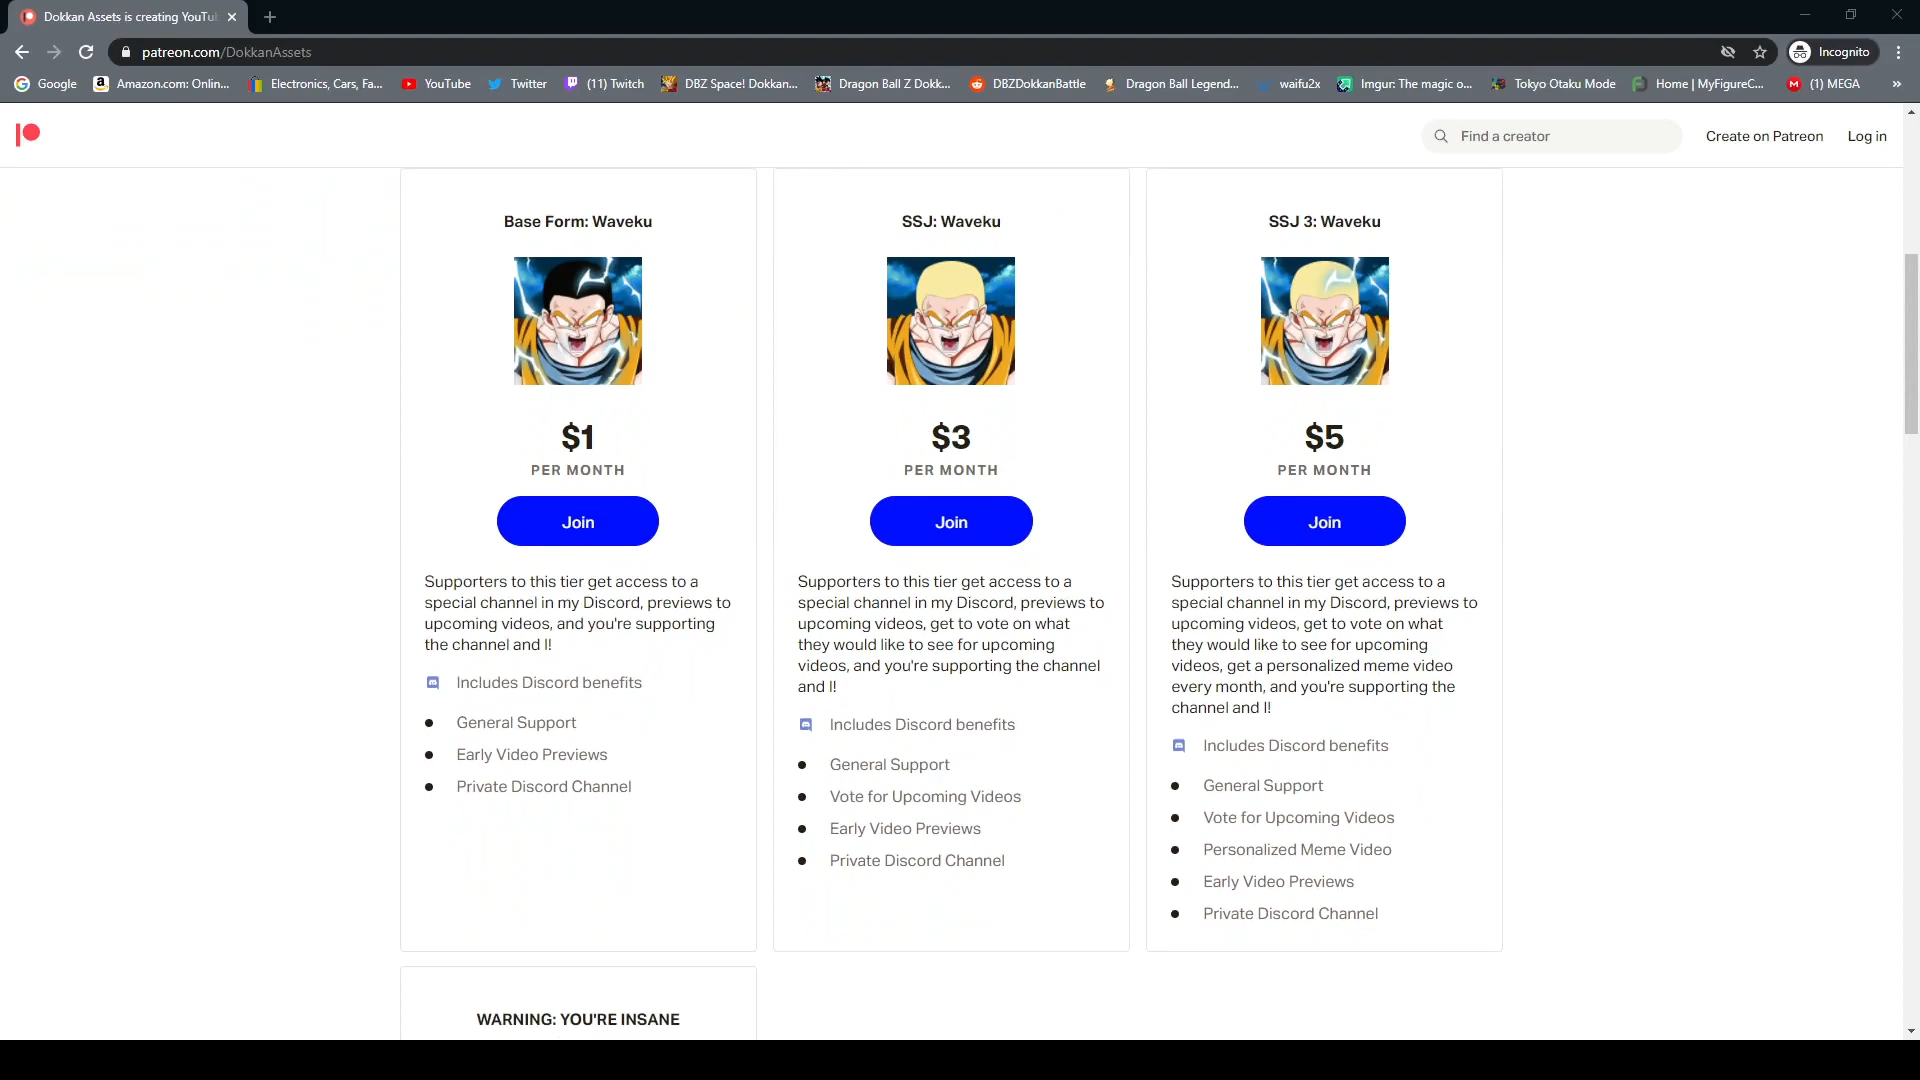 Dokkan Assets is creating YouTu
patreon.com/DokkanAssets
Incognito
Google
Amazon.com: Onlin...
Electronics, Cars, Fa...
YouTube
Twitter
(11) Twitch
DBZ Space! Dokkan...
Dragon Ball Z Dokk...
DBZDokkanBattle
Dragon Ball Legend...
waifu2x
Imgur: The magic o...
Tokyo Otaku Mode
Home | MyFigureC...
(1) MEGA
»
Find a creator
Create on Patreon
Log in
Base Form: Waveku
$1
PER MONTH
Join
Supporters to this tier get access to a
special channel in my Discord, previews to
upcoming videos, and you're supporting
the channel and I!
Includes Discord benefits
General Support
Early Video Previews
Private Discord Channel
SSJ: Waveku
$3
PER MONTH
Join
Supporters to this tier get access to a
special channel in my Discord, previews to
upcoming videos, get to vote on what
they would like to see for upcoming
videos, and you're supporting the channel
and I!
Includes Discord benefits
General Support
Vote for Upcoming Videos
Early Video Previews
Private Discord Channel
SSJ 3: Waveku
$5
PER MONTH
Join
Supporters to this tier get access to a
special channel in my Discord, previews to
upcoming videos, get to vote on what
they would like to see for upcoming
videos, get a personalized meme video
every month, and you're supporting the
channel and I!
Includes Discord benefits
General Support
Vote for Upcoming Videos
Personalized Meme Video
Early Video Previews
Private Discord Channel
WARNING: YOU'RE INSANE